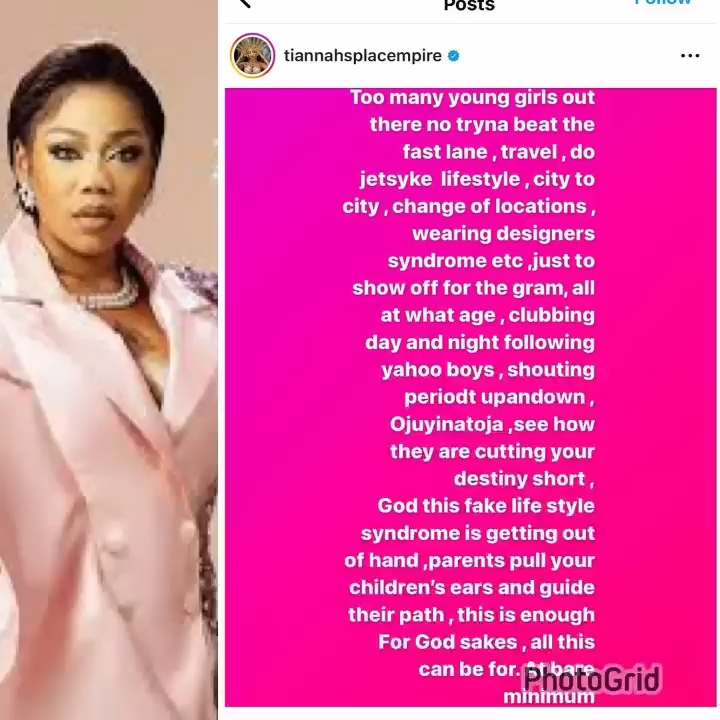 Posts
Follow
tiannahsplacempire
Too many young girls out
there no tryna beat the
fast lane , travel , do
jetsyke lifestyle , city to
city , change of locations ,
wearing designers
syndrome etc ,just to
show off for the gram, all
at what age , clubbing
day and night following
yahoo boys , shouting
periodt upandown ,
Ojuyinatoja ,see how
they are cutting your
destiny short ,
God this fake life style
syndrome is getting out
of hand ,parents pull your
children's ears and guide
their path , this is enough
For God sakes , all this
can be for. At bare
minimum
PhotoGrid